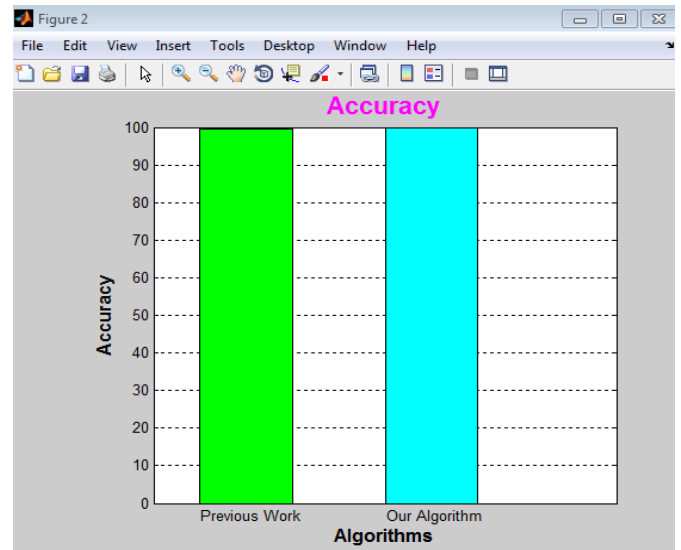 Figure 2
File Edit View Insert Tools Desktop Window Help
Accuracy
100
90
80
70
60
50
40
30
20
10
0
Accuracy
Previous Work Our Algorithm
Algorithms